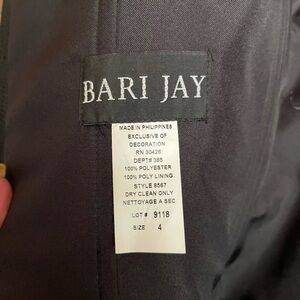 BARI JAY
MADE IN PHILIPPINES
EXCLUSIVE OF
DECORATION
RN 30426
DEPT# 385
100% POLYESTER
100% POLY LINING
STYLE 8567
DRY CLEAN ONLY
NETTOYAGE A SEC
LOT # 9118
SIZE 4